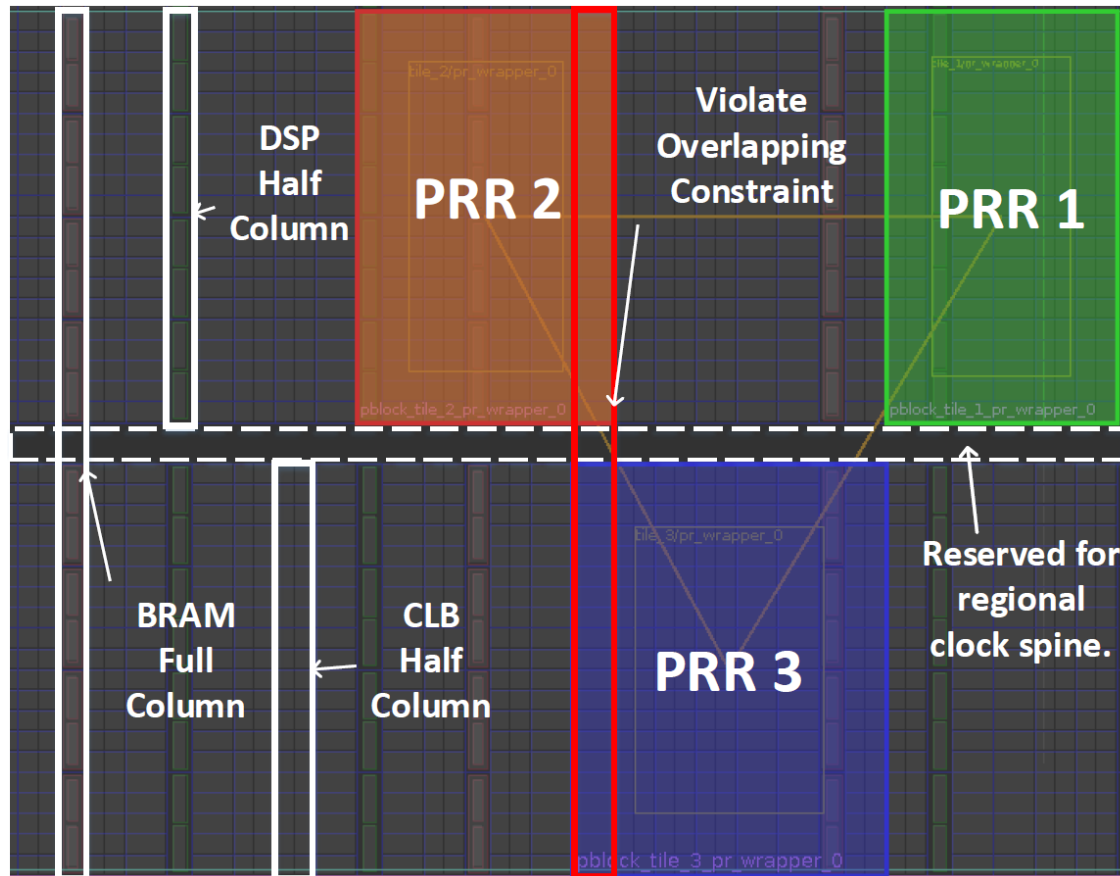 tile_2/pr_wrapper_0
tile_1/pr_wrapper_0
Violate
Overlapping
Constraint
DSP
Half
Column
PRR 2
PRR 1
pblock_tile_2_pr_wrapper_0
pblock_tile_1_pr_wrapper_0
tile_3/pr_wrapper_0
Reserved for
regional
clock spine.
BRAM
Full
Column
CLB
Half
Column
PRR 3
pblock_tile_3_pr_wrapper_0